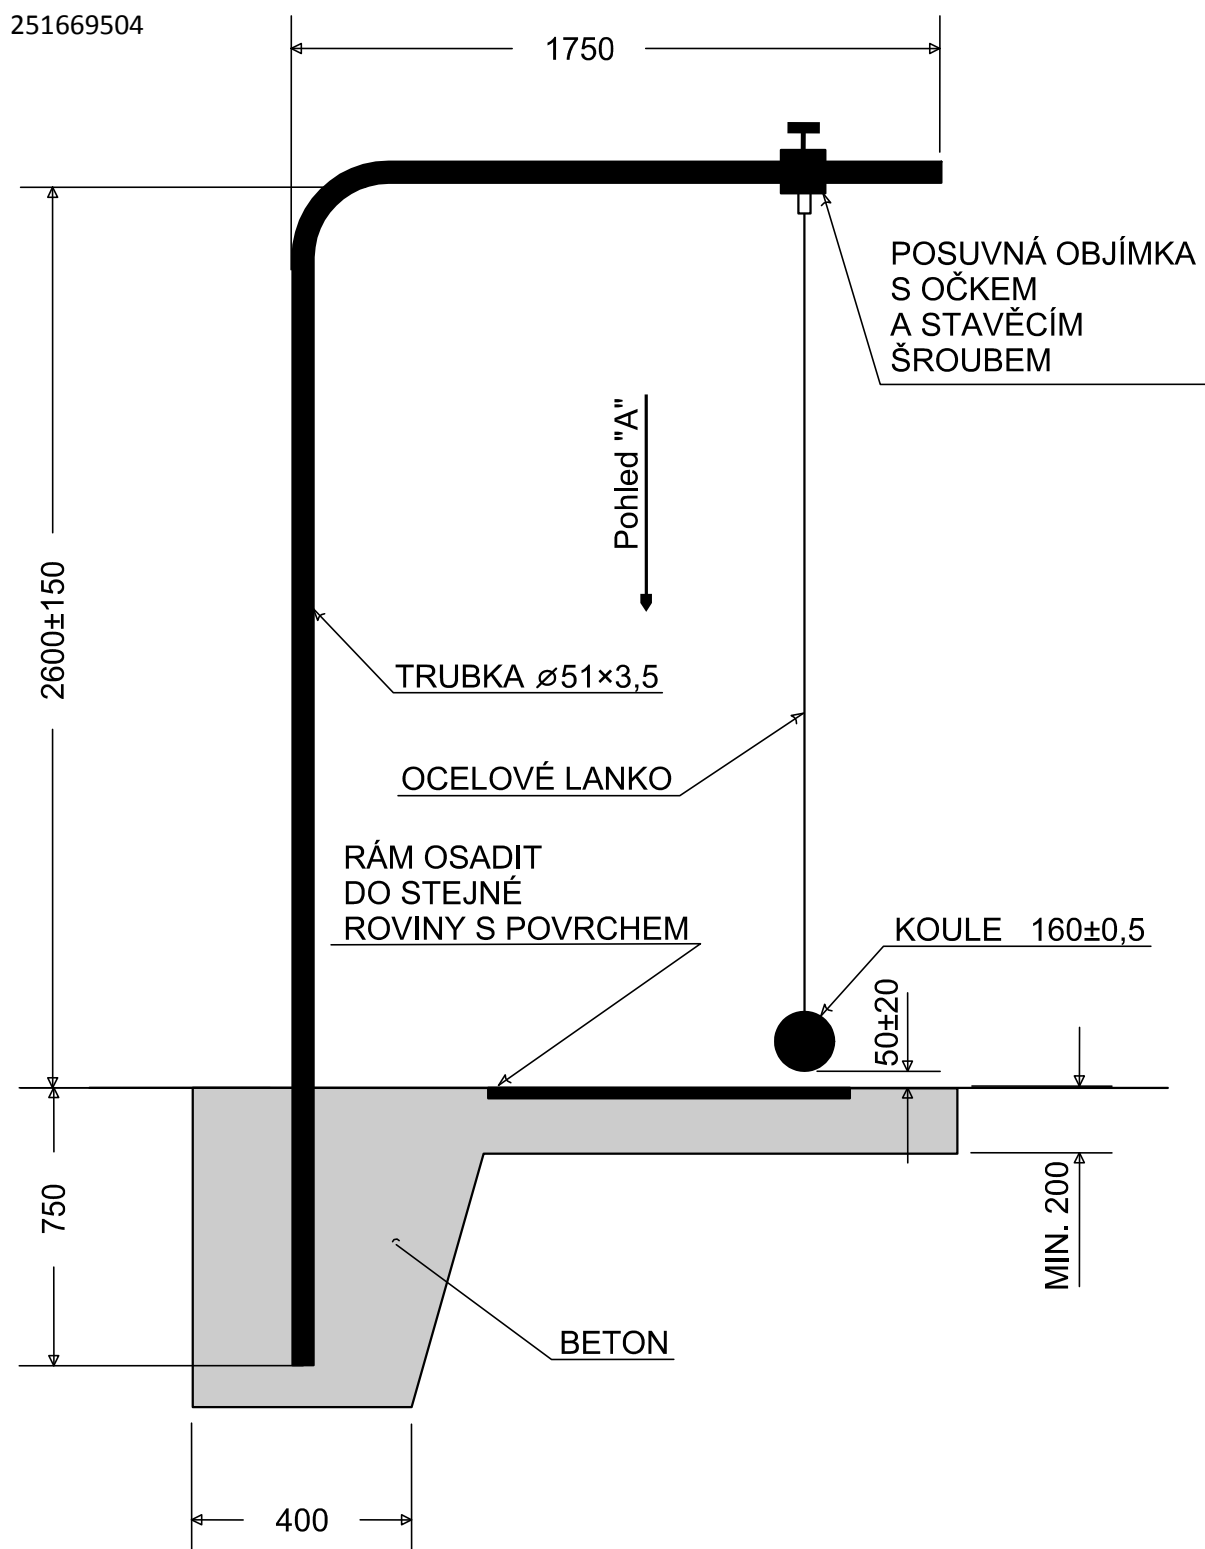 251669504
1750
POSUVNÁ OBJÍMKA
S OČKEM
A STAVĚCÍM
ŠROUBEM
Pohled "A"
2600±150
TRUBKA ⌀51×3,5
OCELOVÉ LANKO
RÁM OSADIT
DO STEJNÉ
ROVINY S POVRCHEM
KOULE 160±0,5
50±20
750
MIN. 200
BETON
400